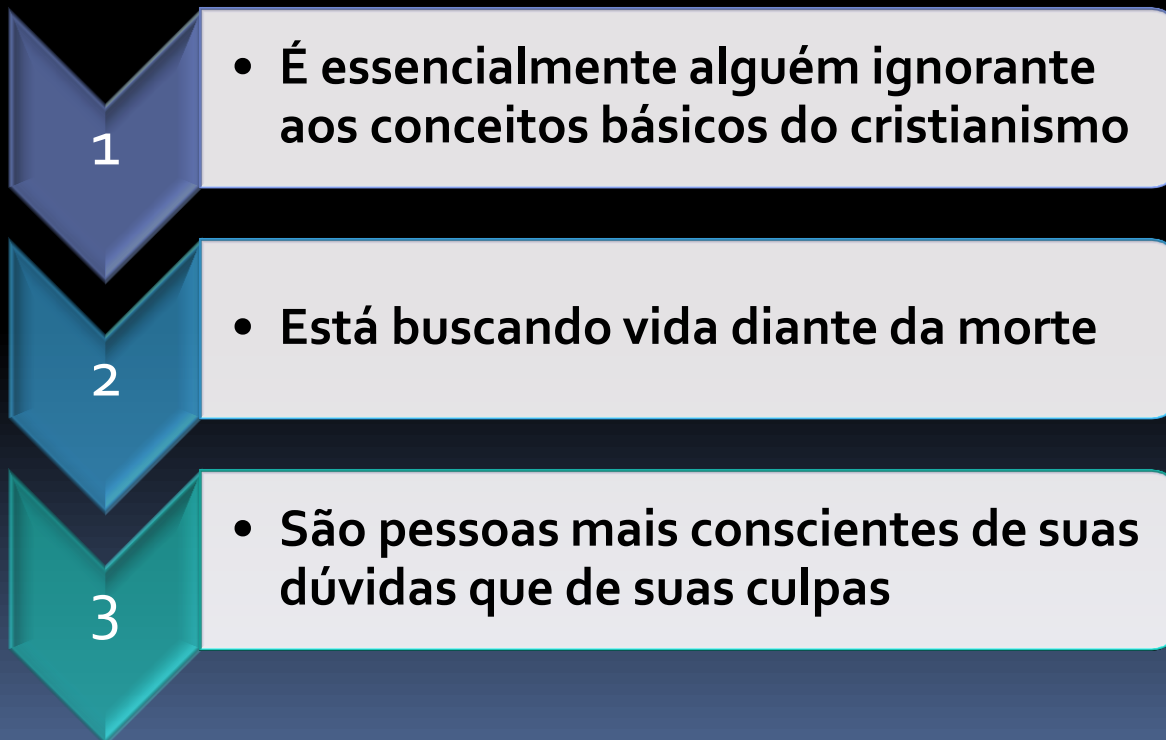 1
• É essencialmente alguém ignorante
aos conceitos básicos do cristianismo
2
• Está buscando vida diante da morte
3
• São pessoas mais conscientes de suas
dúvidas que de suas culpas